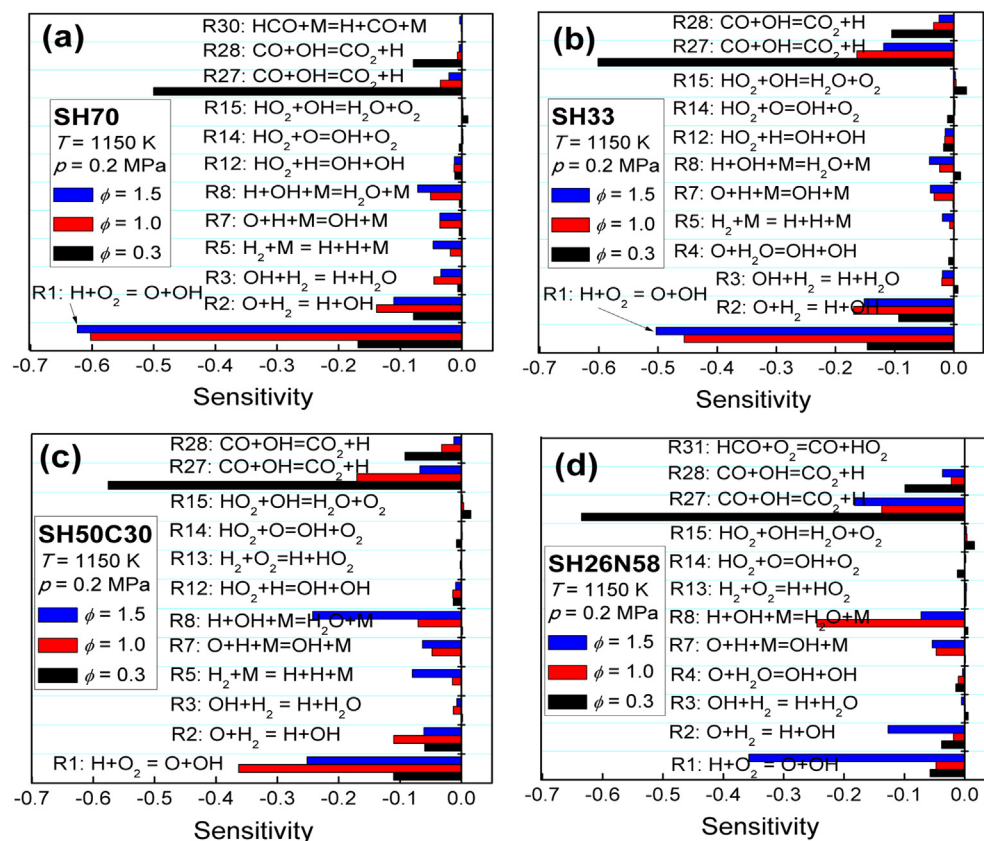 (a)
R30: HCO+M=H+CO+M
R28: CO+OH=CO2+H
R27: CO+OH=CO2+H
R15: HO2+OH=H2O+O2
R14: HO2+O=OH+O2
R12: HO2+H=OH+OH
R8: H+OH+M=H2O+M
R7: O+H+M=OH+M
R5: H2+M = H+H+M
R3: OH+H2 = H+H2O
R2: O+H2 = H+OH
R1: H+O2 = O+OH
SH70
T = 1150 K
p = 0.2 MPa
ϕ = 1.5
ϕ = 1.0
ϕ = 0.3
-0.7 -0.6 -0.5 -0.4 -0.3 -0.2 -0.1 0.0
Sensitivity
(b)
R28: CO+OH=CO2+H
R27: CO+OH=CO2+H
R15: HO2+OH=H2O+O2
R14: HO2+O=OH+O2
R12: HO2+H=OH+OH
R8: H+OH+M=H2O+M
R7: O+H+M=OH+M
R5: H2+M = H+H+M
R4: O+H2O=OH+OH
R3: OH+H2 = H+H2O
R1: H+O2 = O+OH
R2: O+H2 = H+OH
SH33
T = 1150 K
p = 0.2 MPa
ϕ = 1.5
ϕ = 1.0
ϕ = 0.3
-0.7 -0.6 -0.5 -0.4 -0.3 -0.2 -0.1 0.0
Sensitivity
(c)
R28: CO+OH=CO2+H
R27: CO+OH=CO2+H
R15: HO2+OH=H2O+O2
R14: HO2+O=OH+O2
R13: H2+O2=H+HO2
R12: HO2+H=OH+OH
R8: H+OH+M=H2O+M
R7: O+H+M=OH+M
R5: H2+M = H+H+M
R3: OH+H2 = H+H2O
R2: O+H2 = H+OH
R1: H+O2 = O+OH
SH50C30
T = 1150 K
p = 0.2 MPa
ϕ = 1.5
ϕ = 1.0
ϕ = 0.3
-0.7 -0.6 -0.5 -0.4 -0.3 -0.2 -0.1 0.0
Sensitivity
(d)
R31: HCO+O2=CO+HO2
R28: CO+OH=CO2+H
R27: CO+OH=CO2+H
R15: HO2+OH=H2O+O2
R14: HO2+O=OH+O2
R13: H2+O2=H+HO2
R8: H+OH+M=H2O+M
R7: O+H+M=OH+M
R4: O+H2O=OH+OH
R3: OH+H2 = H+H2O
R2: O+H2 = H+OH
R1: H+O2 = O+OH
SH26N58
T = 1150 K
p = 0.2 MPa
ϕ = 1.5
ϕ = 1.0
ϕ = 0.3
-0.7 -0.6 -0.5 -0.4 -0.3 -0.2 -0.1 0.0
Sensitivity